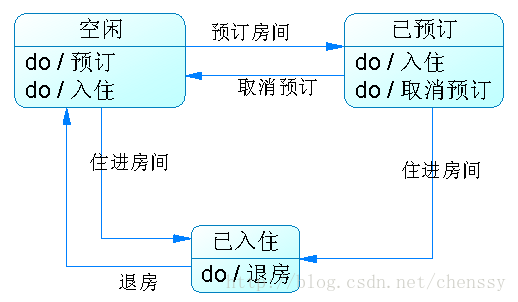 空闲
do / 预订
do / 入住
预订房间
取消预订
已预订
do / 入住
do / 取消预订
住进房间
住进房间
已入住
do / 退房
退房
http://blog.csdn.net/chenssy